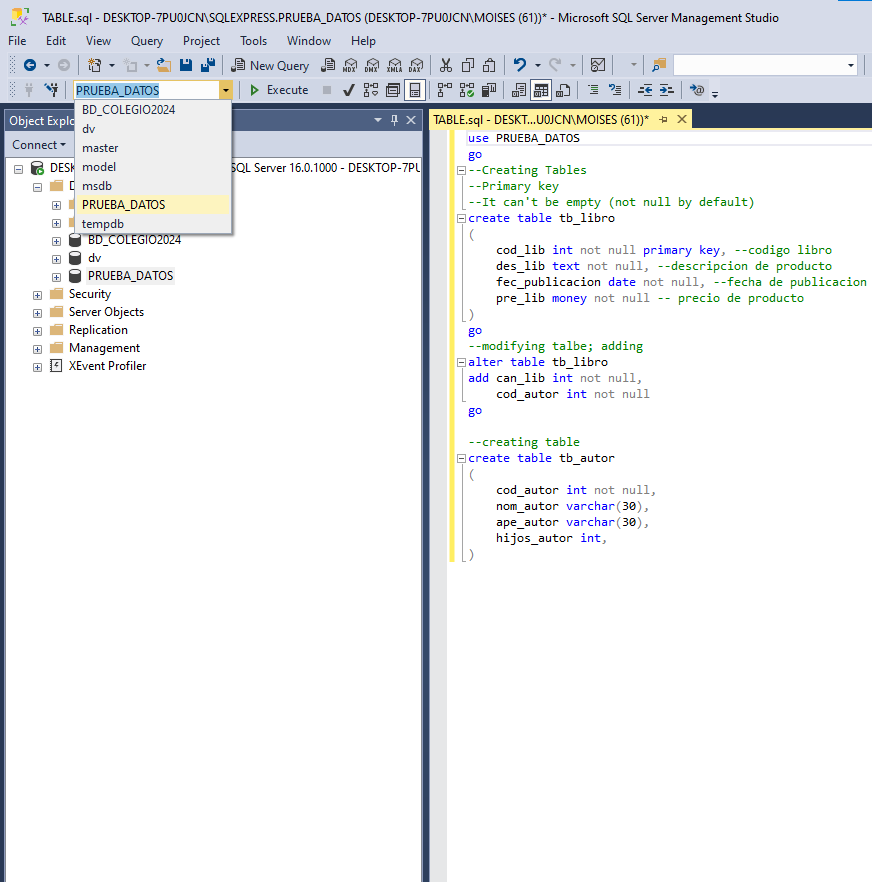 TABLE.sql - DESKTOP-7PU0JCN\SQLEXPRESS.PRUEBA_DATOS (DESKTOP-7PU0JCN\MOISES (61))* - Microsoft SQL Server Management Studio
File Edit View Query Project Tools Window Help
New Query MDX DMX XMLA DAX
PRUEBA_DATOS Execute
BD_COLEGIO2024
dv
master
model
msdb
PRUEBA_DATOS
tempdb
Object Explo
Connect
DESK SQL Server 16.0.1000 - DESKTOP-7PU
D
BD_COLEGIO2024
dv
PRUEBA_DATOS
Security
Server Objects
Replication
Management
XEvent Profiler
TABLE.sql - DESKT...U0JCN\MOISES (61))*
use PRUEBA_DATOS
go
--Creating Tables
--Primary key
--It can't be empty (not null by default)
create table tb_libro
(
cod_lib int not null primary key, --codigo libro
des_lib text not null, --descripcion de producto
fec_publicacion date not null, --fecha de publicacion
pre_lib money not null -- precio de producto
)
go
--modifying talbe; adding
alter table tb_libro
add can_lib int not null,
cod_autor int not null
go
--creating table
create table tb_autor
(
cod_autor int not null,
nom_autor varchar(30),
ape_autor varchar(30),
hijos_autor int,
)